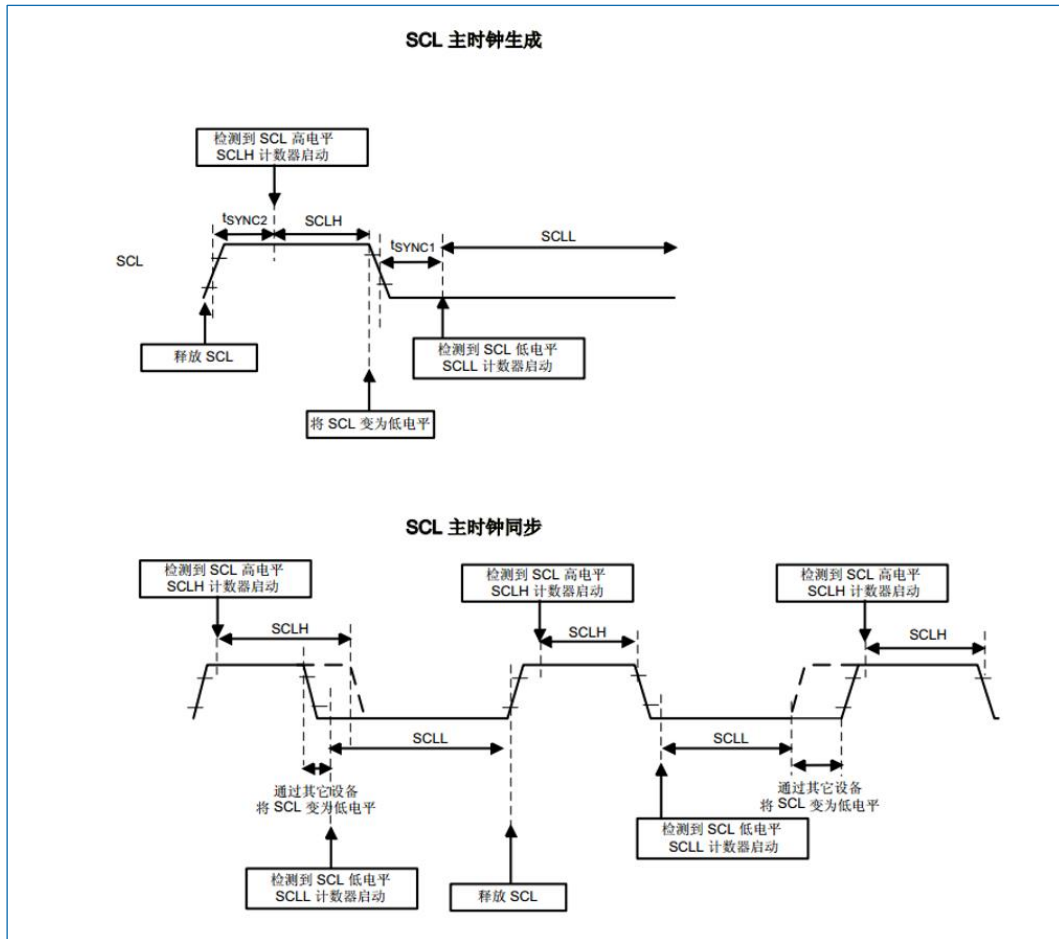 SCL 主时钟生成
检测到 SCL 高电平
SCLH 计数器启动
tSYNC2
SCLH
SCLL
tSYNC1
SCL
检测到 SCL 低电平
SCLL 计数器启动
释放 SCL
将 SCL 变为低电平
SCL 主时钟同步
检测到 SCL 高电平
SCLH 计数器启动
检测到 SCL 高电平
SCLH 计数器启动
检测到 SCL 高电平
SCLH 计数器启动
SCLH
SCLH
SCLH
SCLL
SCLL
通过其它设备
将 SCL 变为低电平
通过其它设备
将 SCL 变为低电平
检测到 SCL 低电平
SCLL 计数器启动
检测到 SCL 低电平
SCLL 计数器启动
释放 SCL